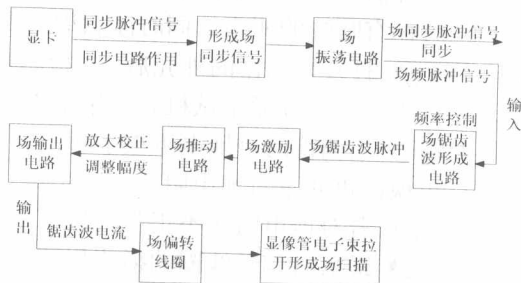 显卡
同步脉冲信号
同步电路作用
形成场
同步信号
场
振荡电路
场同步脉冲信号
同步
场频脉冲信号
输
入
频率控制
场锯齿
波形成
电路
场锯齿波脉冲
场激励
电路
场推动
电路
放大校正
调整幅度
场输出
电路
输
出
锯齿波电流
场偏转
线圈
显像管电子束拉
开形成场扫描